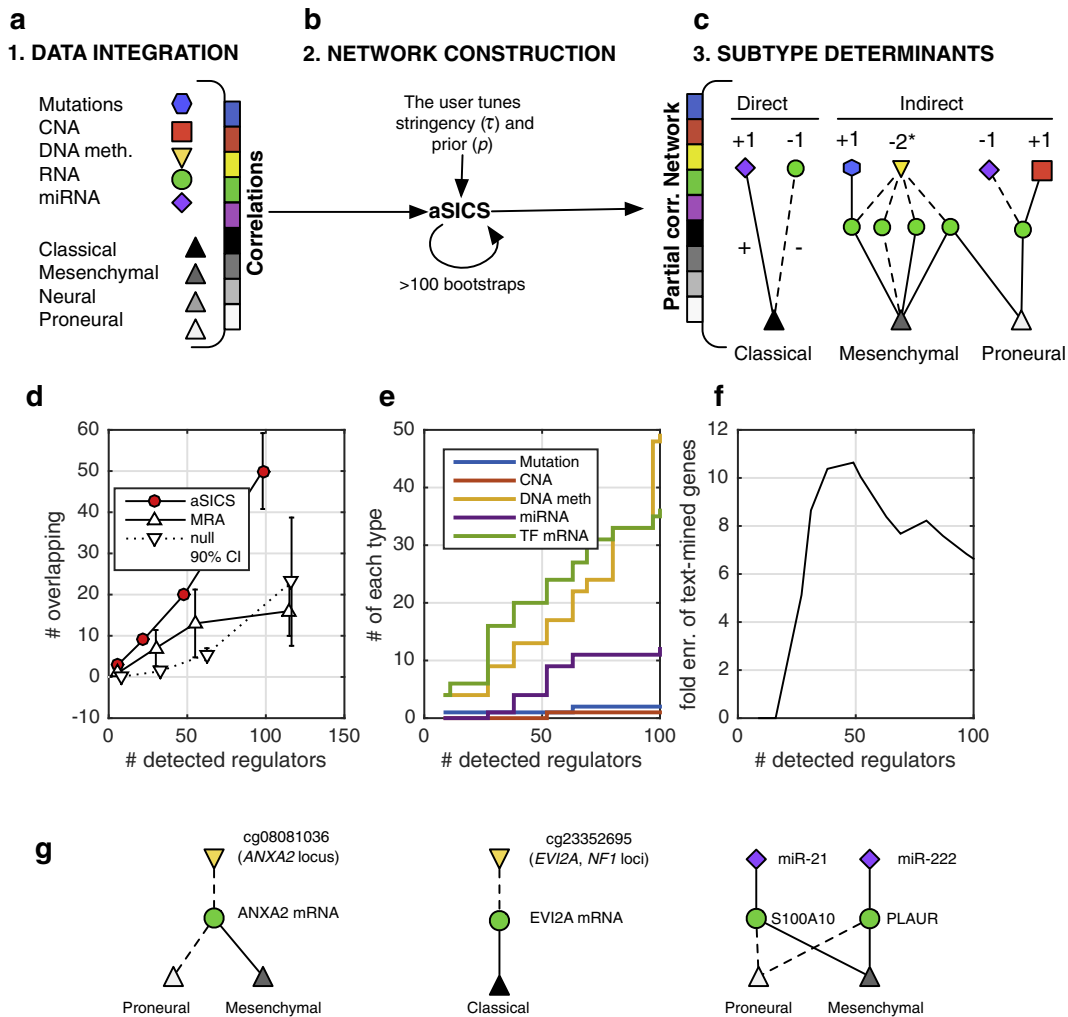 a
1. DATA INTEGRATION
Mutations
CNA
DNA meth.
RNA
miRNA
Classical
Mesenchymal
Neural
Proneural
Correlations
b
2. NETWORK CONSTRUCTION
The user tunes
stringency (τ) and
prior (p)
aSICS
>100 bootstraps
c
3. SUBTYPE DETERMINANTS
Partial corr. Network
Direct
Indirect
+1
-1
+1
-2*
-1
+1
+
-
Classical
Mesenchymal
Proneural
d
# overlapping
60
50
40
30
20
10
0
-10
aSICS
MRA
null
90% CI
0
50
100
150
# detected regulators
e
# of each type
50
40
30
20
10
0
Mutation
CNA
DNA meth
miRNA
TF mRNA
0
50
100
# detected regulators
f
fold enr. of text-mined genes
12
10
8
6
4
2
0
0
50
100
# detected regulators
g
cg08081036
(ANXA2 locus)
ANXA2 mRNA
Proneural
Mesenchymal
cg23352695
(EVI2A, NF1 loci)
EVI2A mRNA
Classical
miR-21
miR-222
S100A10
PLAUR
Proneural
Mesenchymal